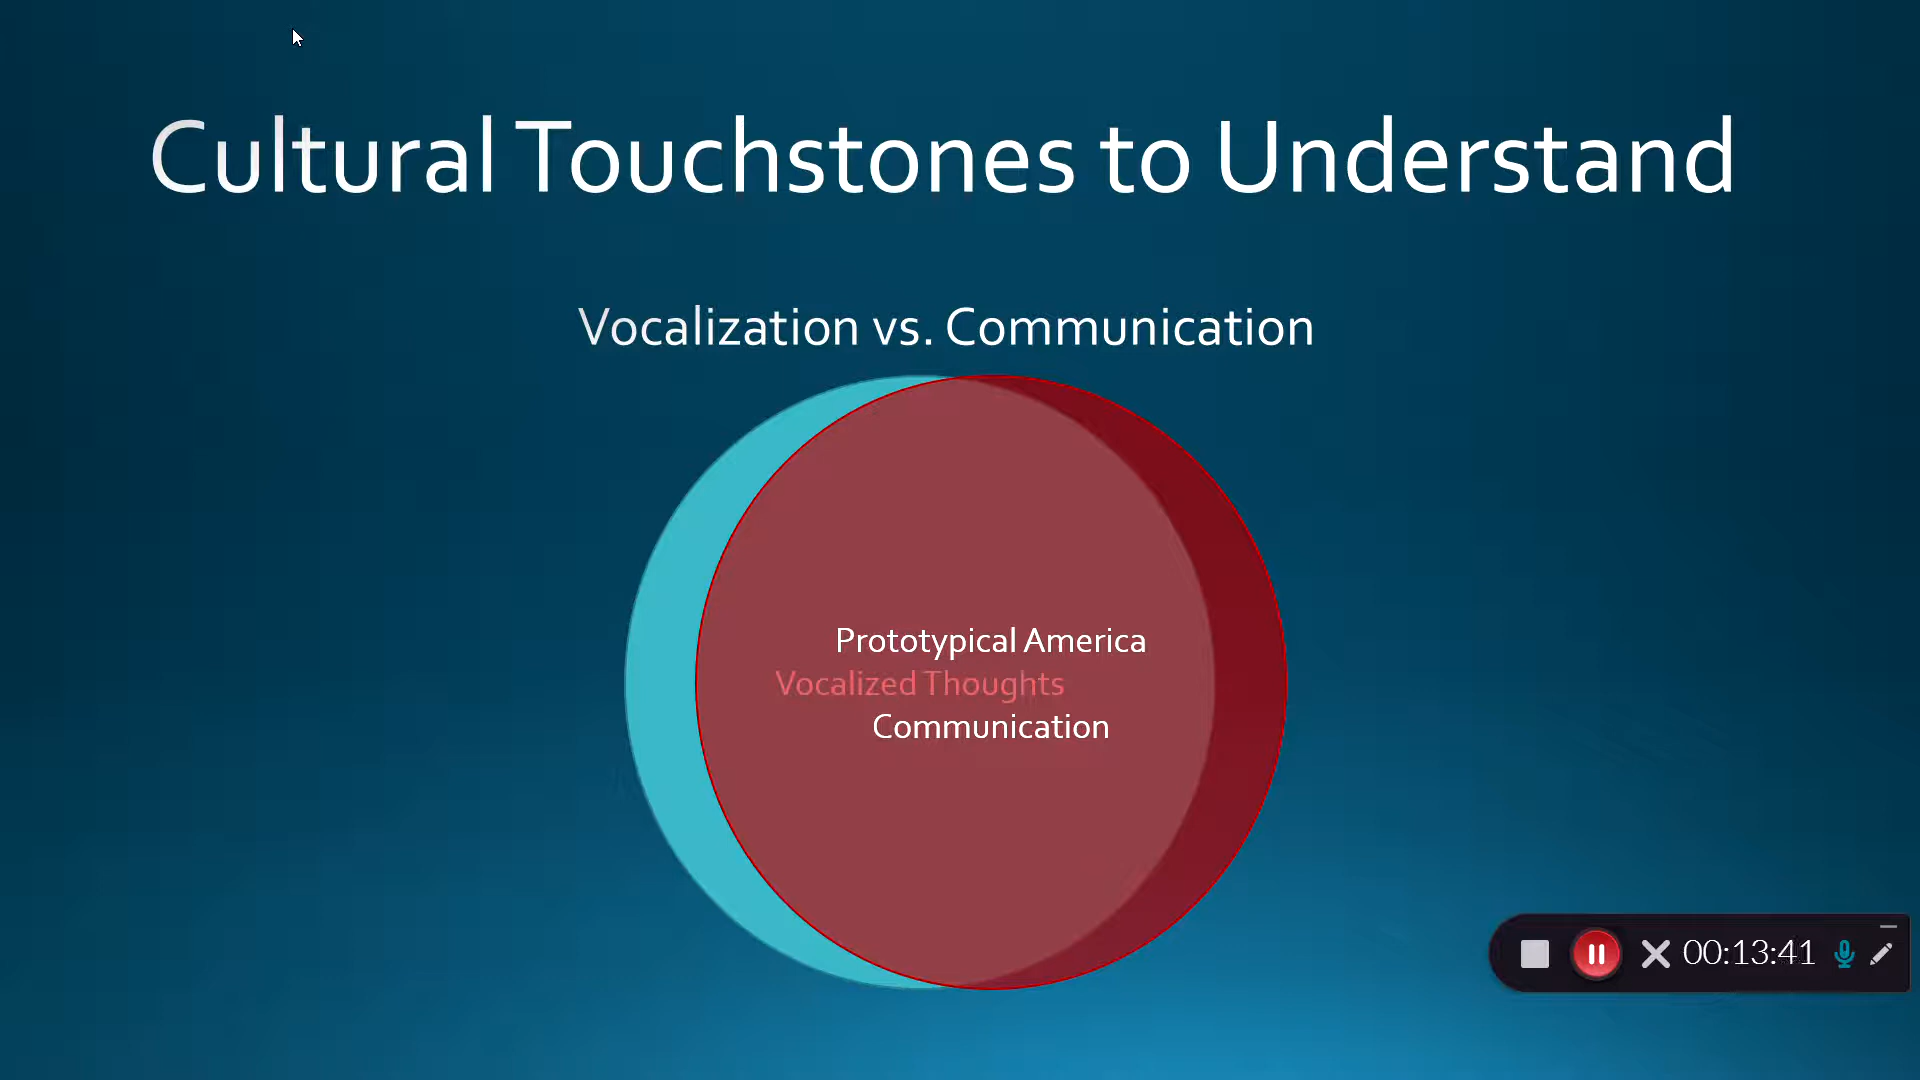 Cultural Touchstones to Understand
Vocalization vs. Communication
Prototypical America
Vocalized Thoughts
Communication
00:13:41